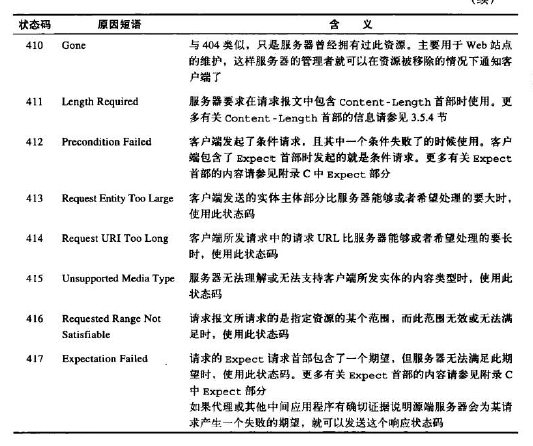 (续)
状态码 原因短语 含 义
410 Gone 与 404 类似，只是服务器曾经拥有过此资源。主要用于 Web 站点
的维护，这样服务器的管理者就可以在资源被移除的情况下通知客
户端了
411 Length Required 服务器要求在请求报文中包含 Content-Length 首部时使用。更
多有关 Content-Length 首部的信息请参见 3.5.4 节
412 Precondition Failed 客户端发起了条件请求，且其中一个条件失败了的时候使用。客户
端包含了 Expect 首部时发起的就是条件请求。更多有关 Expect
首部的内容请参见附录 C 中 Expect 部分
413 Request Entity Too Large 客户端发送的实体主体部分比服务器能够或者希望处理的要大时，
使用此状态码
414 Request URI Too Long 客户端所发请求中的请求 URL 比服务器能够或者希望处理的要长
时，使用此状态码
415 Unsupported Media Type 服务器无法理解或无法支持客户端所发实体的内容类型时，使用此
状态码
416 Requested Range Not 请求报文所请求的是指定资源的某个范围，而此范围无效或无法满
Satisfiable 足时，使用此状态码
417 Expectation Failed 请求的 Expect 请求首部包含了一个期望，但服务器无法满足此期
望时，使用此状态码。更多有关 Expect 首部的内容请参见附录 C
中 Expect 部分
如果代理或其他中间应用程序有确切证据说明源端服务器会为某请
求产生一个失败的期望，就可以发送这个响应状态码